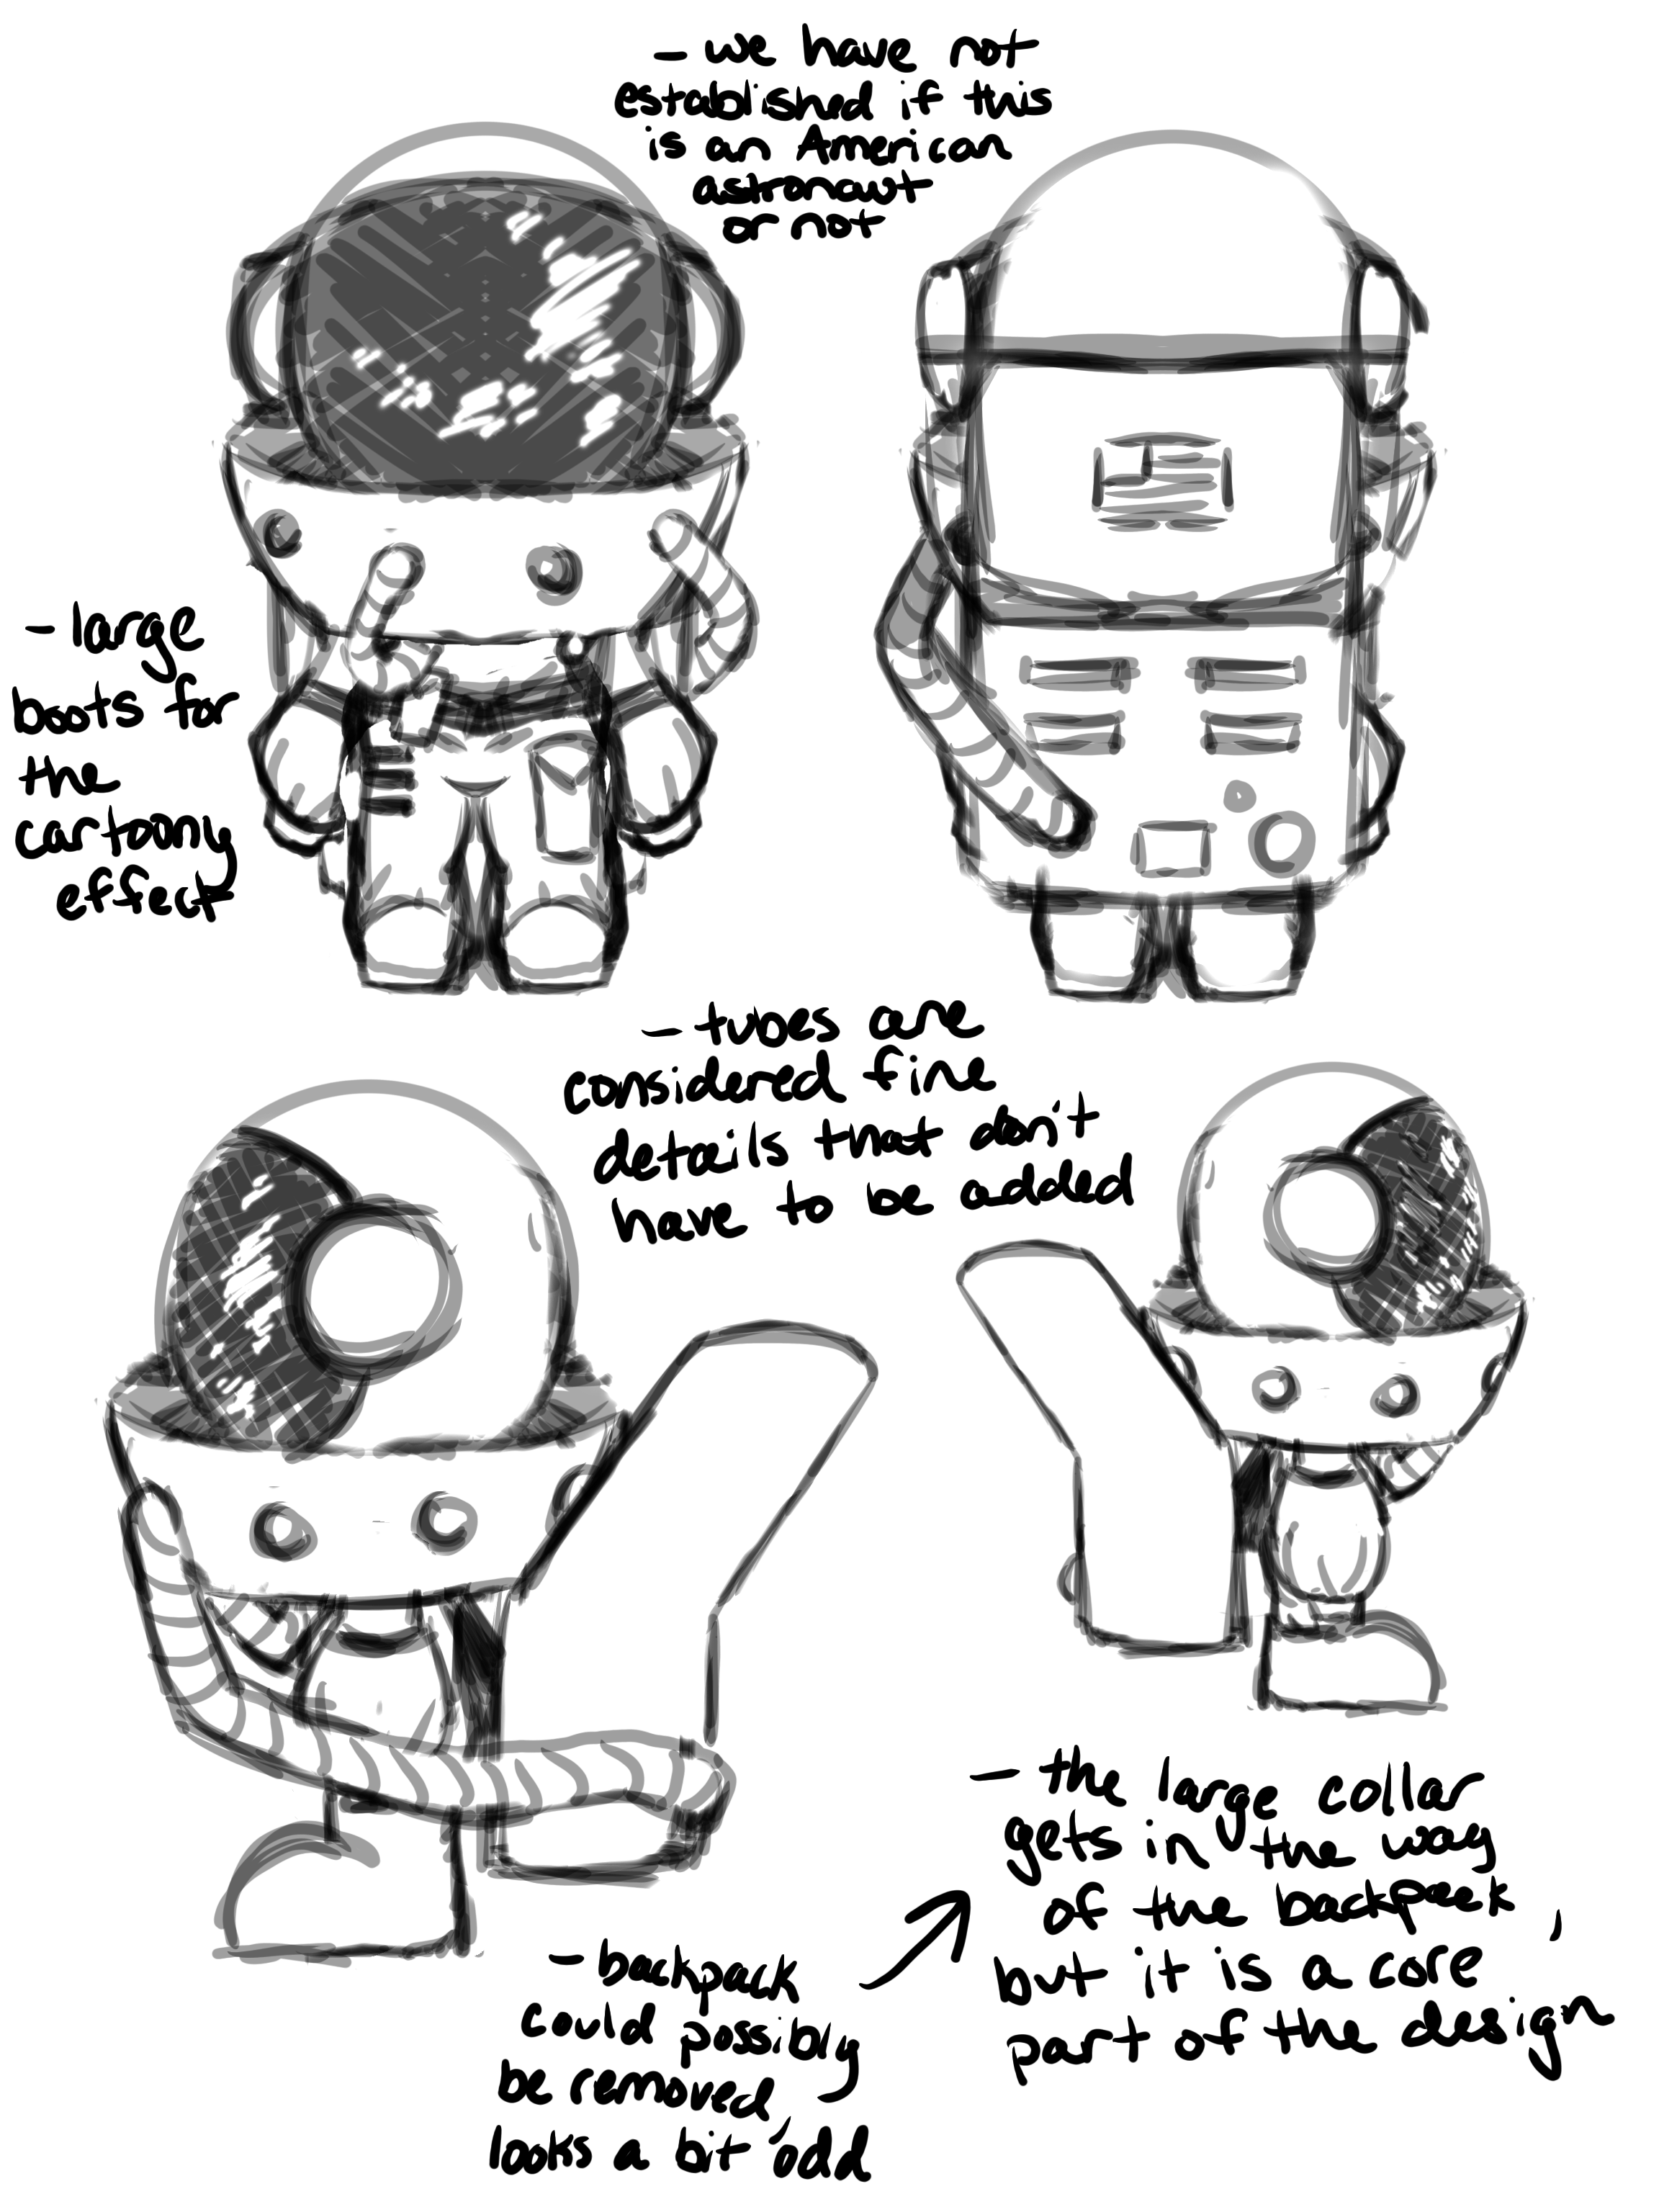 - we have not
established if this
is an American
astronaut
or not
- large
boots for
the
cartoony
effect
- tubes are
considered fine
details that don't
have to be added
- backpack
could possibly
be removed,
looks a bit odd
- the large collar
gets in the way
of the backpack,
but it is a core
part of the design